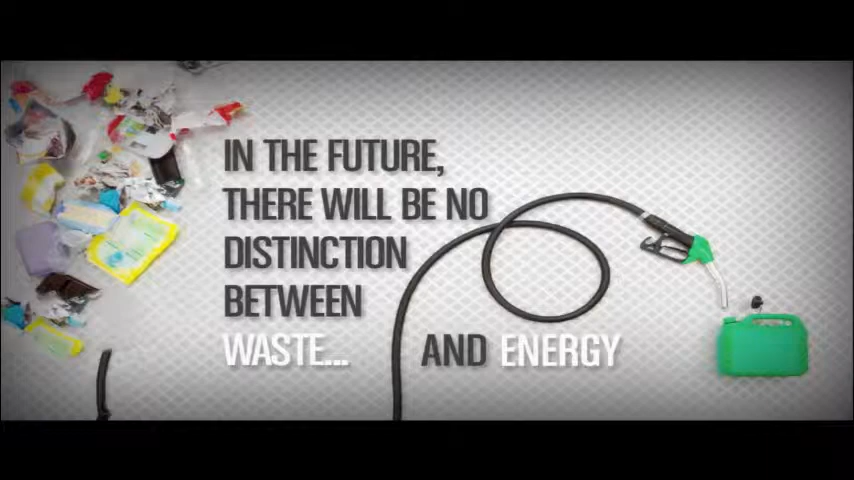 IN THE FUTURE,
THERE WILL BE NO
DISTINCTION
BETWEEN
WASTE... AND ENERGY